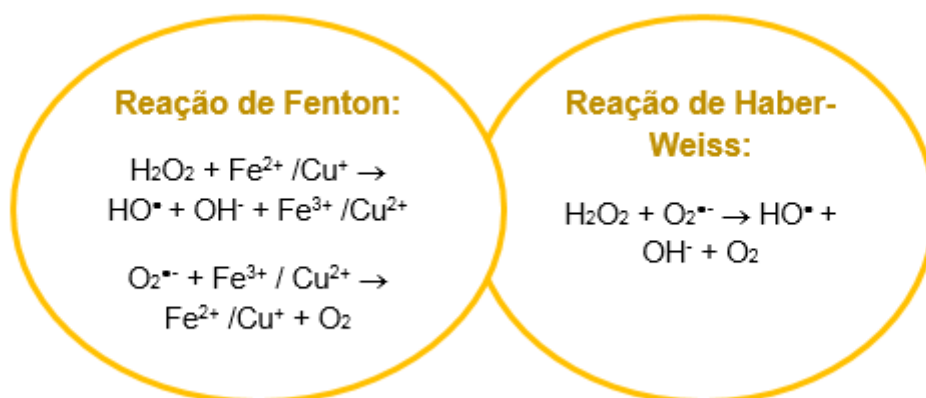 Reação de Fenton:
H₂O₂ + Fe²⁺ /Cu⁺ →
HO• + OH⁻ + Fe³⁺ /Cu²⁺
O₂•⁻ + Fe³⁺ / Cu²⁺ →
Fe²⁺ /Cu⁺ + O₂
Reação de Haber-
Weiss:
H₂O₂ + O₂•⁻ → HO• +
OH⁻ + O₂